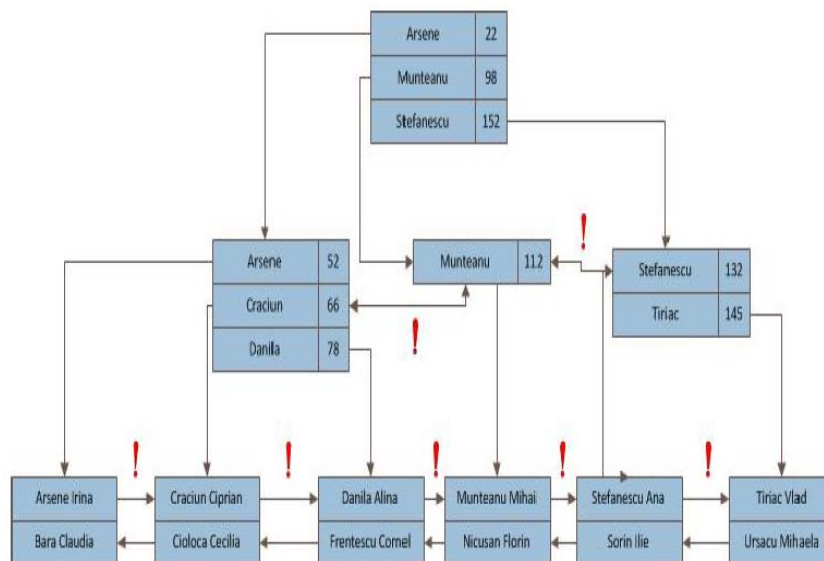 Arsene 22
Munteanu 98
Stefanescu 152
!
Arsene 52
Craciun 66
Danila 78
Munteanu 112
Stefanescu 132
Tiriac 145
!
! ! ! ! !
Arsene Irina Craciun Ciprian Danila Alina Munteanu Mihai Stefanescu Ana Tiriac Vlad
Bara Claudia Cioloca Cecilia Frentescu Cornel Nicusan Florin Sorin Ilie Ursacu Mihaela